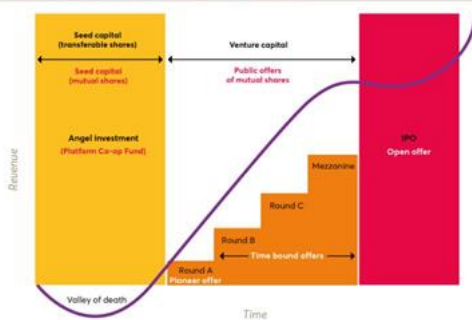 Seed capital
(transferable shares)
Seed capital
(mutual shares)
Venture capital
Public offers
of mutual shares
Angel investment
(Platform Co-op Fund)
IPO
Open offer
Mezzanine
Round C
Round B
Time bound offers
Round A
Pioneer offer
Revenue
Valley of death
Time